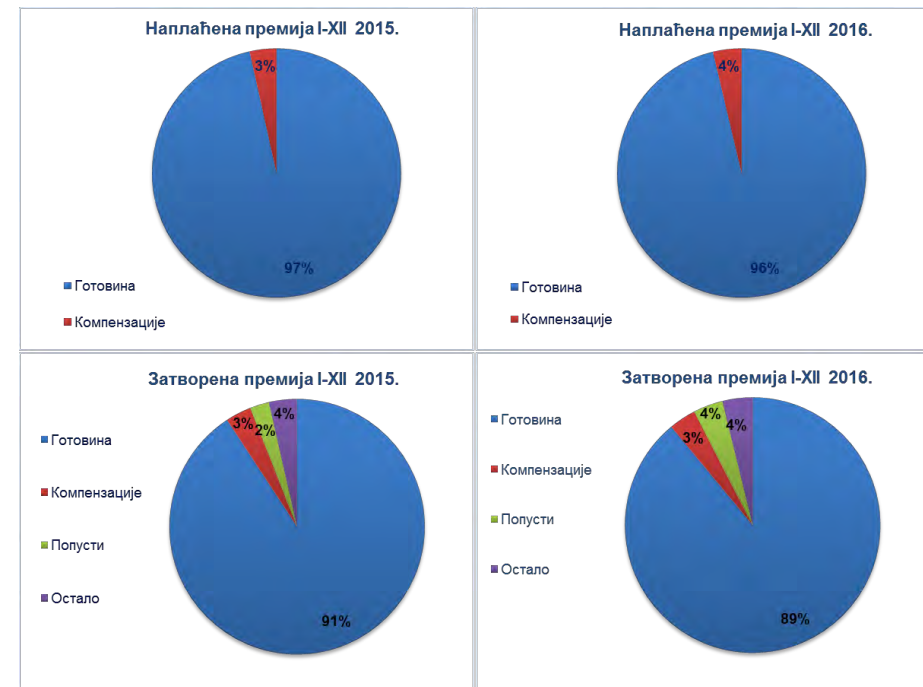 Наплаћена премија I-XII 2015.
3%
97%
Готовина
Компензације
Наплаћена премија I-XII 2016.
4%
96%
Готовина
Компензације
Затворена премија I-XII 2015.
4%
3%
2%
Готовина
Компензације
Попусти
Остало
91%
Затворена премија I-XII 2016.
4%
4%
3%
Готовина
Компензације
Попусти
Остало
89%